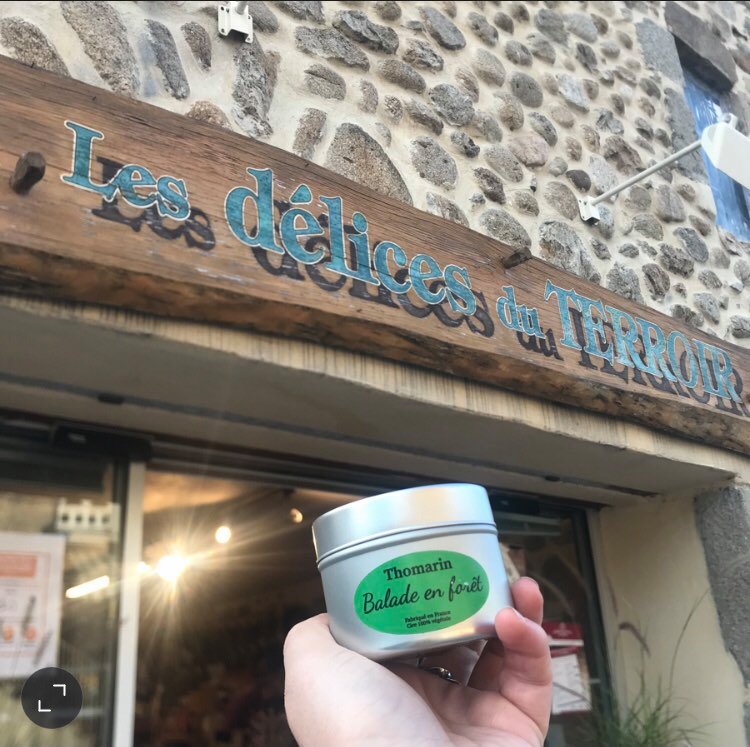 Les délices du TERROIR
Thomarin
Balade en forêt
Fabriqué en France
Cire 100% végétale